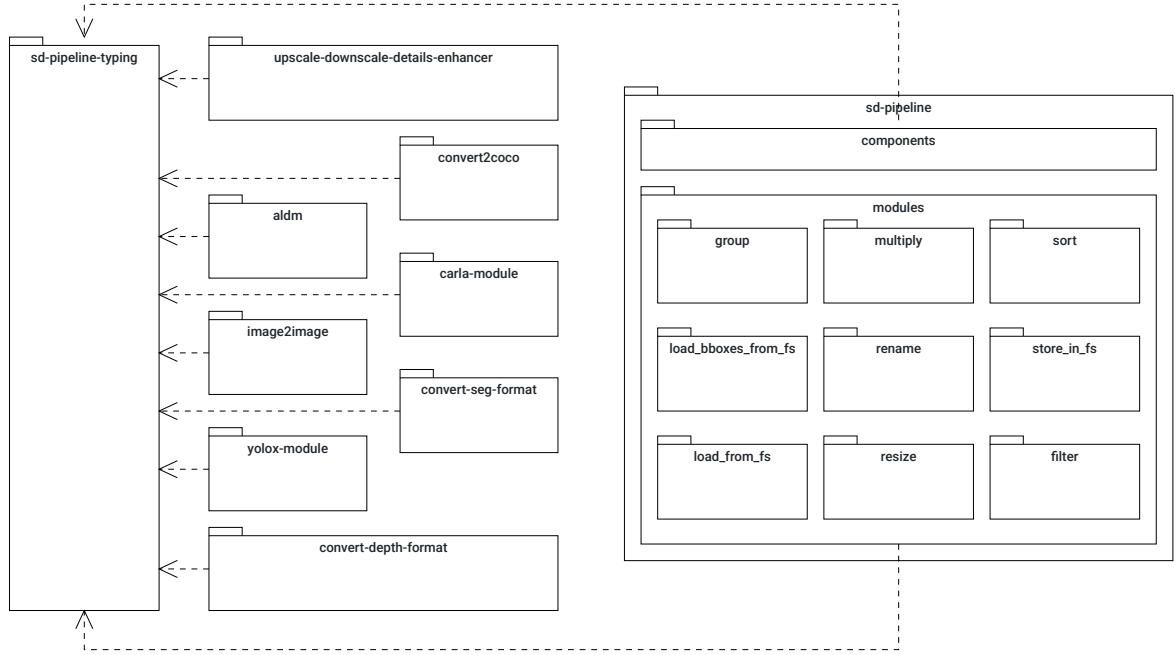 sd-pipeline-typing
upscale-downscale-details-enhancer
convert2coco
aldm
carla-module
image2image
convert-seg-format
yolox-module
convert-depth-format
sd-pipeline
components
modules
group
multiply
sort
load_bboxes_from_fs
rename
store_in_fs
load_from_fs
resize
filter